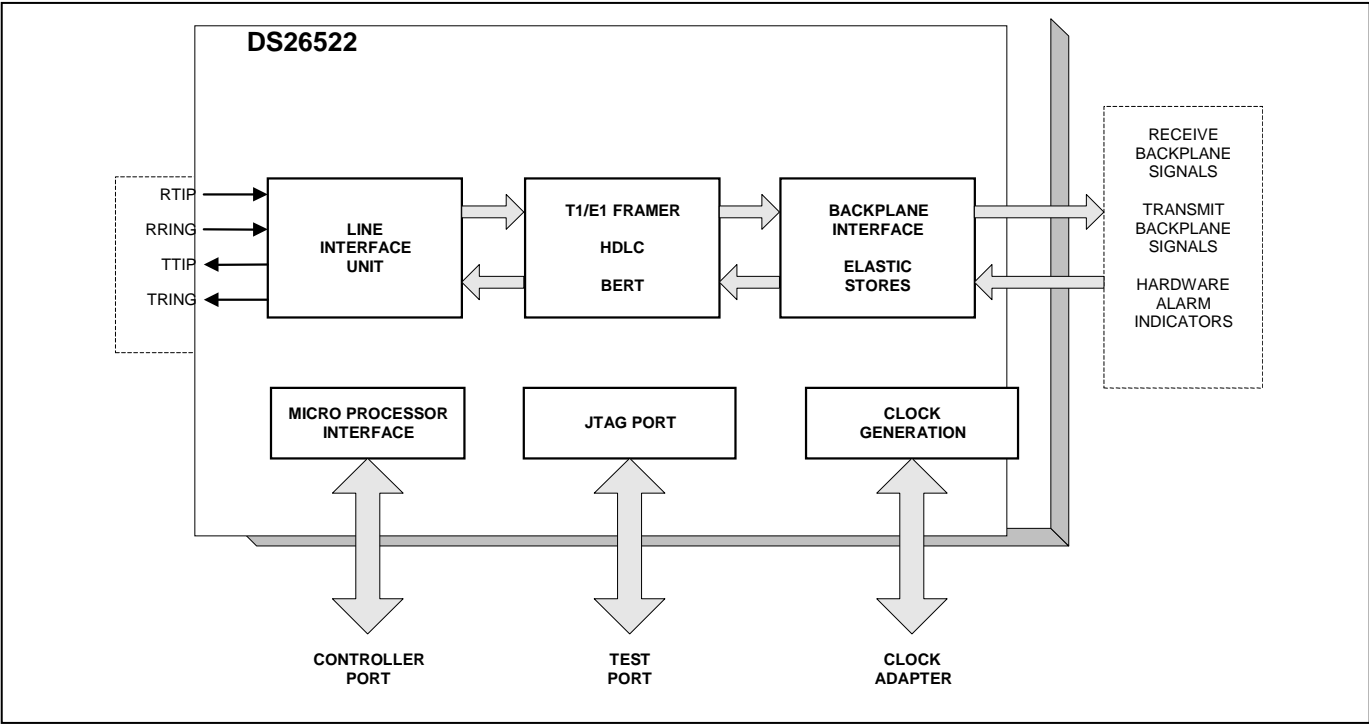 DS26522
RTIP
RRING
TTIP
TRING
LINE
INTERFACE
UNIT
T1/E1 FRAMER
HDLC
BERT
BACKPLANE
INTERFACE
ELASTIC
STORES
RECEIVE
BACKPLANE
SIGNALS
TRANSMIT
BACKPLANE
SIGNALS
HARDWARE
ALARM
INDICATORS
MICRO PROCESSOR
INTERFACE
JTAG PORT
CLOCK
GENERATION
CONTROLLER
PORT
TEST
PORT
CLOCK
ADAPTER